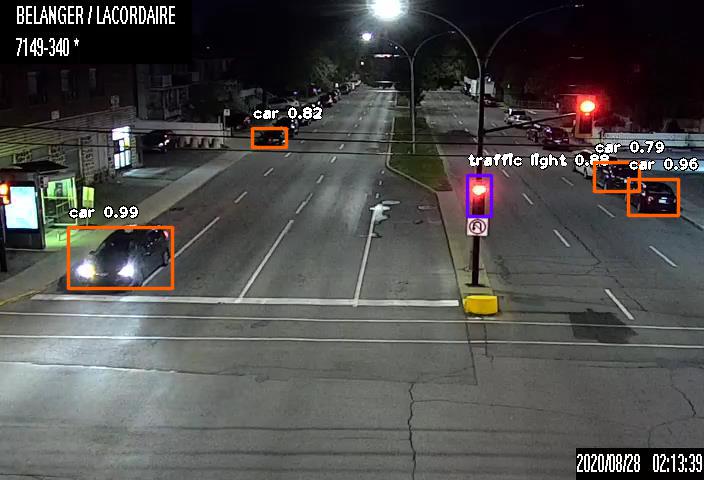 BELANGER / LACORDAIRE
7149-340 *
car 0.82
car 0.79
traffic light 0.88
car 0.96
car 0.99
2020/08/28 02:13:39